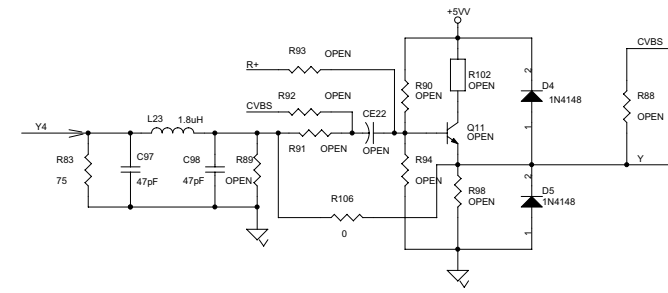 +5VV
R93 OPEN
R+
R92
OPEN
CVBS
CE22
OPEN
R91 OPEN
Y4
L23 1.8uH
R83
75
C97
47pF
C98
47pF
R89
OPEN
R106
0
R90
OPEN
R94
OPEN
R102
OPEN
Q11
OPEN
R98
OPEN
2
D4
1N4148
1
2
D5
1N4148
1
CVBS
R88
OPEN
Y